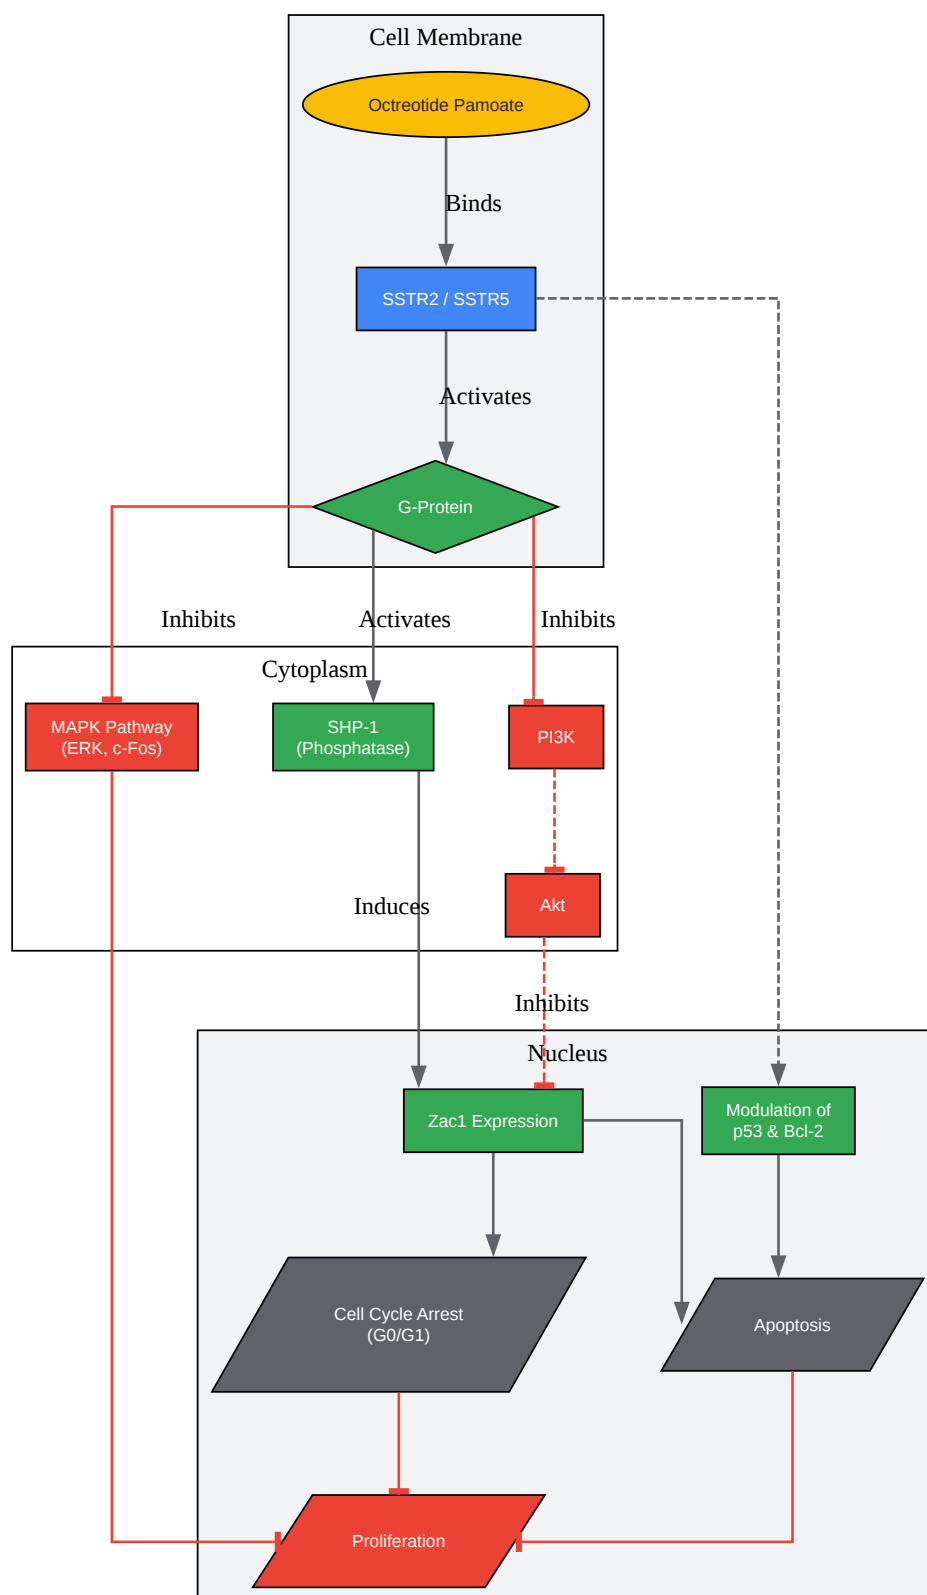 Cell Membrane
Octreotide Pamoate
Binds
SSTR2 / SSTR5
Activates
G-Protein
Inhibits
Activates
Inhibits
Cytoplasm
MAPK Pathway
(ERK, c-Fos)
SHP-1
(Phosphatase)
PI3K
Akt
Induces
Inhibits
Nucleus
Zac1 Expression
Modulation of
p53 & Bcl-2
Cell Cycle Arrest
(G0/G1)
Apoptosis
Proliferation